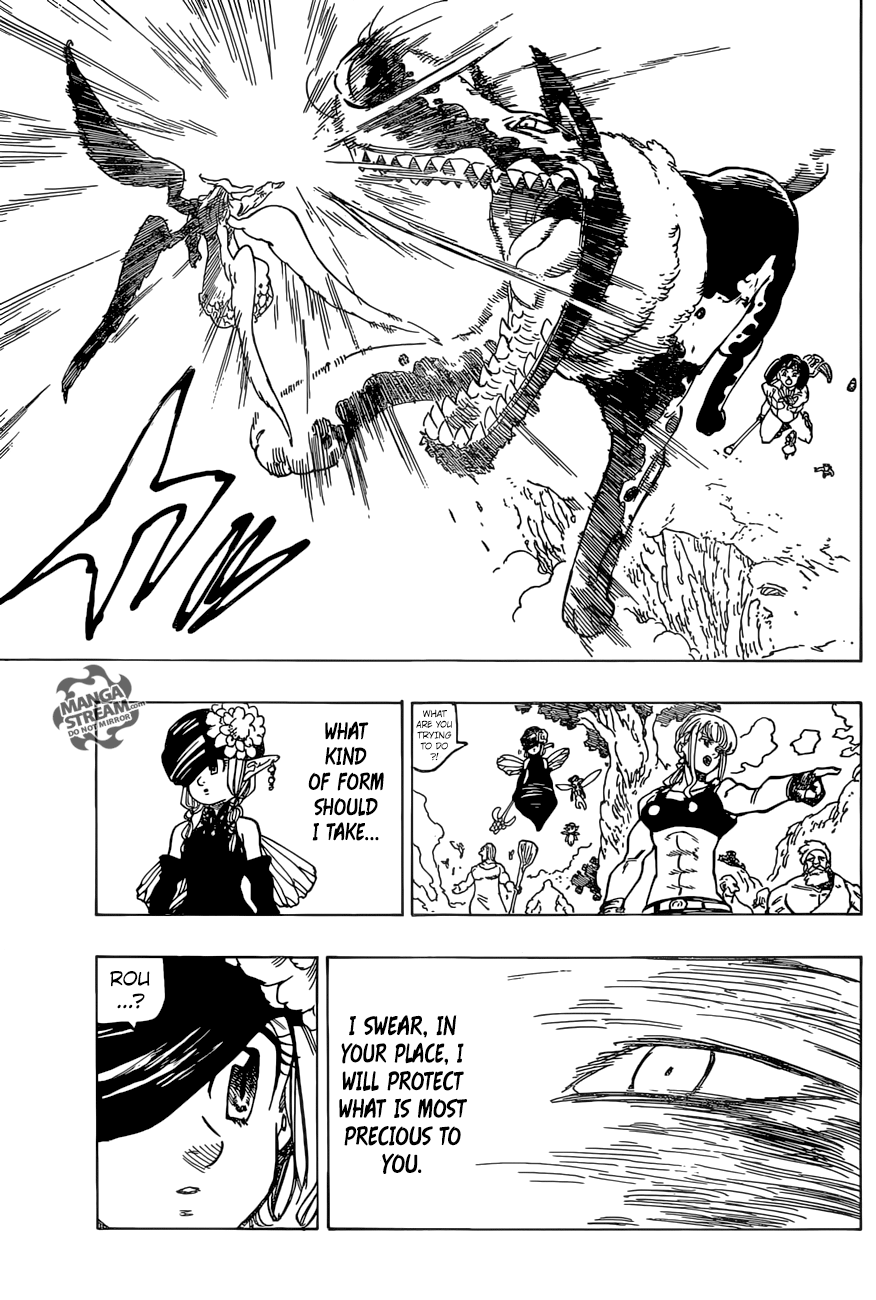 WHAT
ARE YOU
TRYING
TO DO
?!
WHAT
KIND
OF FORM
SHOULD
I TAKE...
MANGA
STREAM.com
DO NOT MIRROR
I SWEAR, IN
YOUR PLACE, I
WILL PROTECT
WHAT IS MOST
PRECIOUS TO
YOU.
ROU
...?